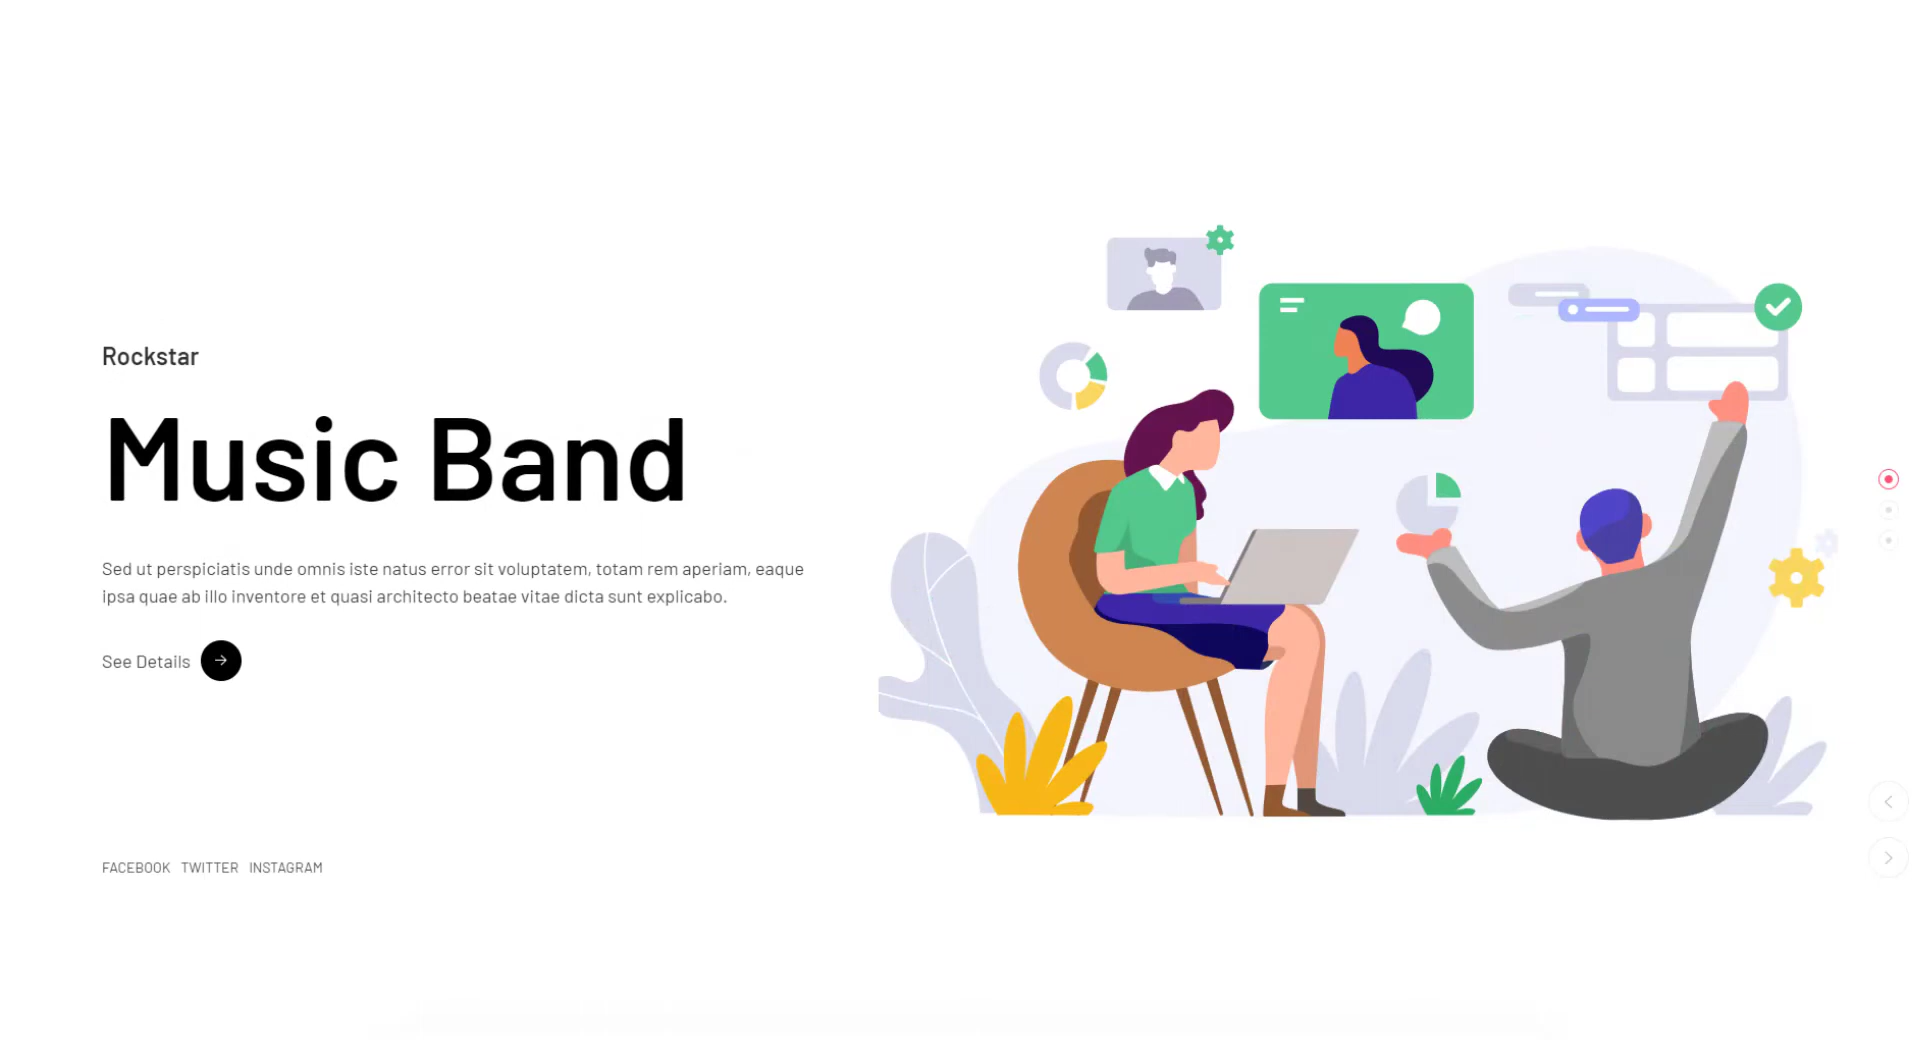 Rockstar
Music Band
Sed ut perspiciatis unde omnis iste natus error sit voluptatem, totam rem aperiam, eaque
ipsa quae ab illo inventore et quasi architecto beatae vitae dicta sunt explicabo.
See Details
FACEBOOK TWITTER INSTAGRAM